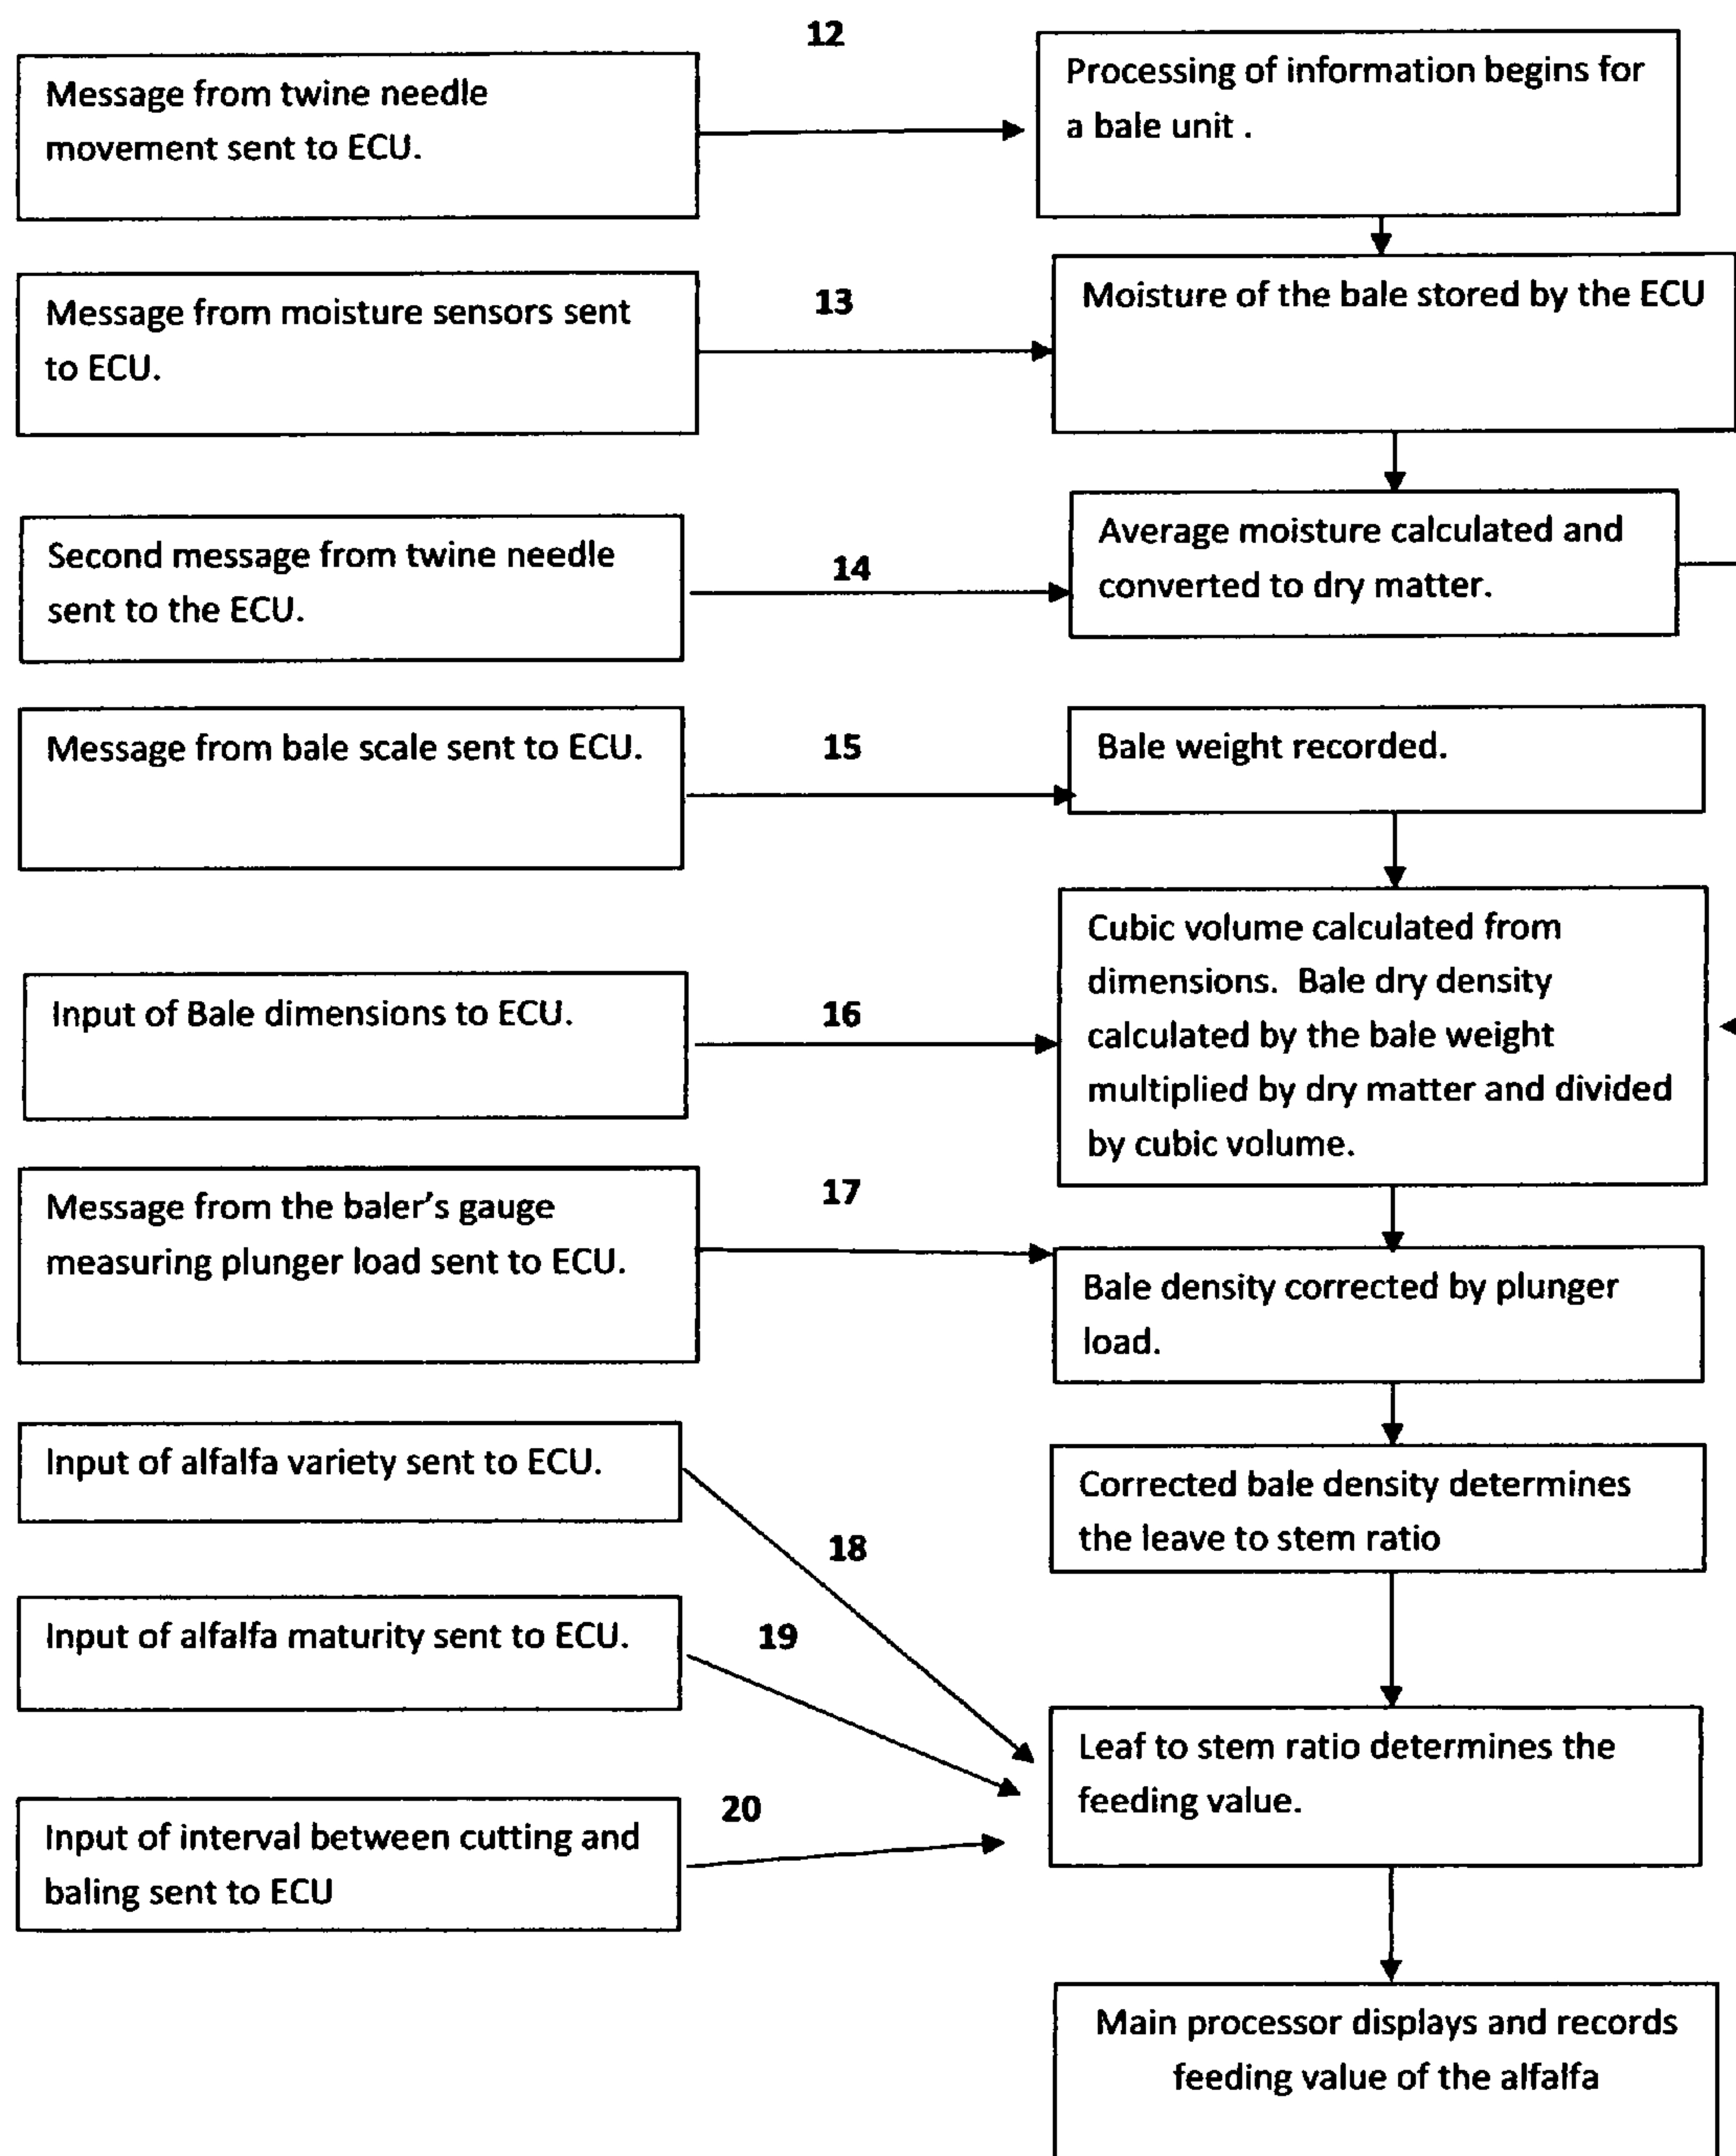 12
Message from twine needle
movement sent to ECU.
Processing of information begins for
a bale unit .
Message from moisture sensors sent
to ECU.
13
Moisture of the bale stored by the ECU
Second message from twine needle
sent to the ECU.
14
Average moisture calculated and
converted to dry matter.
Message from bale scale sent to ECU.
15
Bale weight recorded.
Input of Bale dimensions to ECU.
16
Cubic volume calculated from
dimensions.  Bale dry density
calculated by the bale weight
multiplied by dry matter and divided
by cubic volume.
Message from the baler's gauge
measuring plunger load sent to ECU.
17
Bale density corrected by plunger
load.
Input of alfalfa variety sent to ECU.
18
Corrected bale density determines
the leave to stem ratio
Input of alfalfa maturity sent to ECU.
19
Leaf to stem ratio determines the
feeding value.
Input of interval between cutting and
baling sent to ECU
20
Main processor displays and records
feeding value of the alfalfa